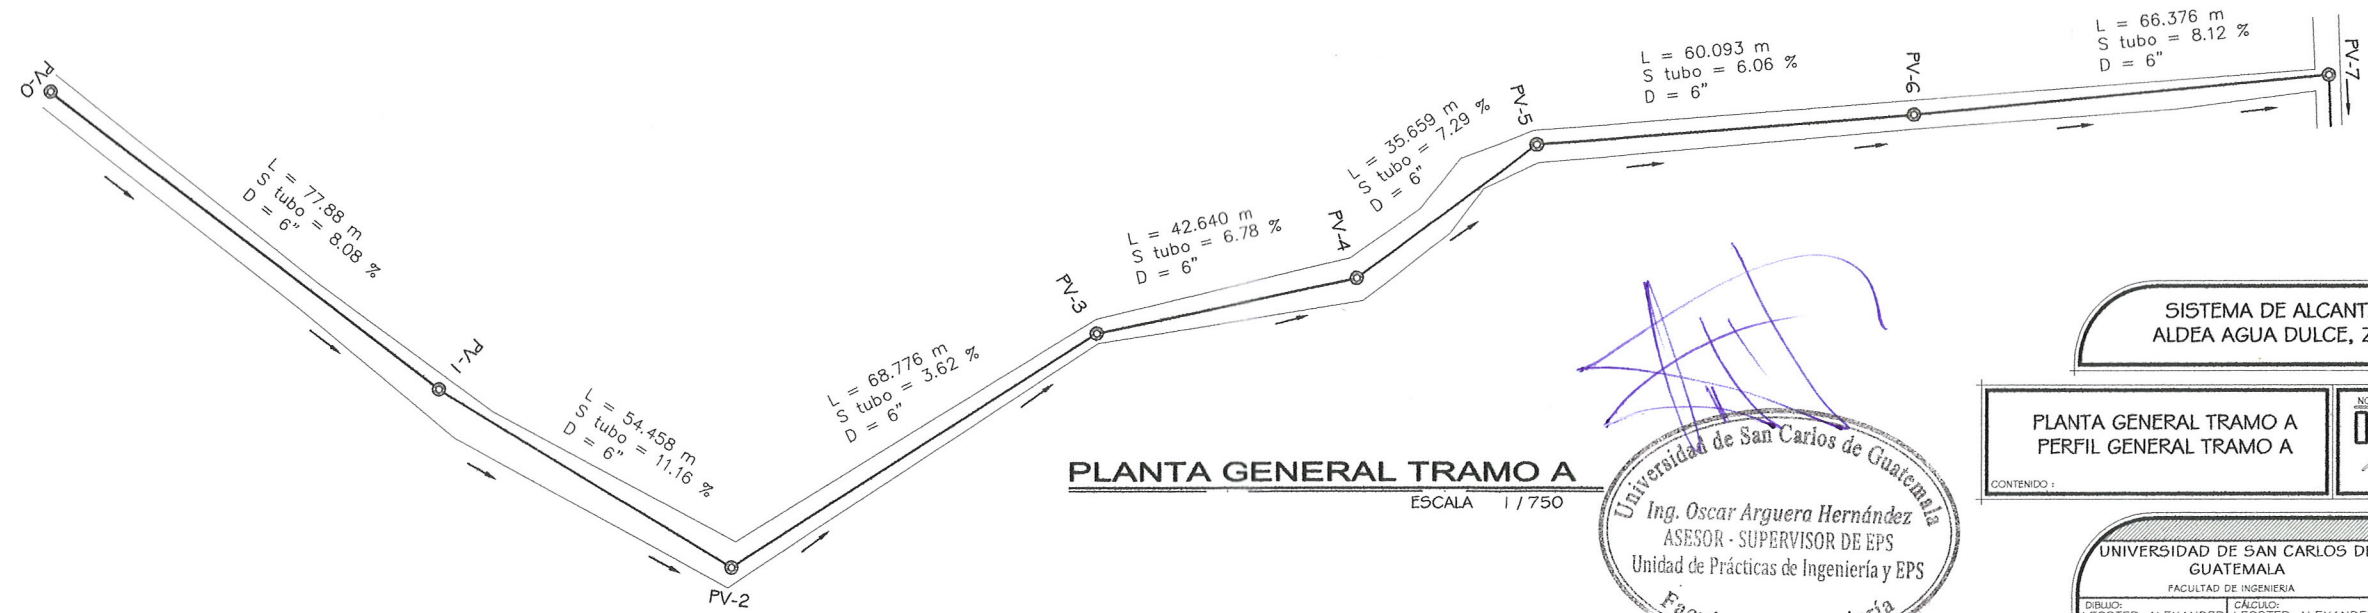 PV-0
L = 77.88 m
S tubo = 8.08 %
D = 6"
PV-1
L = 54.458 m
S tubo = 11.16 %
D = 6"
PV-2
L = 68.776 m
S tubo = 3.62 %
D = 6"
PV-3
L = 42.640 m
S tubo = 6.78 %
D = 6"
PV-4
L = 35.659 m
S tubo = 7.29 %
D = 6"
PV-5
L = 60.093 m
S tubo = 6.06 %
D = 6"
PV-6
L = 66.376 m
S tubo = 8.12 %
D = 6"
PV-7
PLANTA GENERAL TRAMO A
ESCALA 1 / 750
Universidad de San Carlos de Guatemala
Ing. Oscar Arguera Hernández
ASESOR - SUPERVISOR DE EPS
Unidad de Prácticas de Ingeniería y EPS
SISTEMA DE ALCANT
ALDEA AGUA DULCE, Z
PLANTA GENERAL TRAMO A
PERFIL GENERAL TRAMO A
CONTENIDO :
UNIVERSIDAD DE SAN CARLOS DE
GUATEMALA
FACULTAD DE INGENIERIA
DIBUJO:
CÁLCULO: